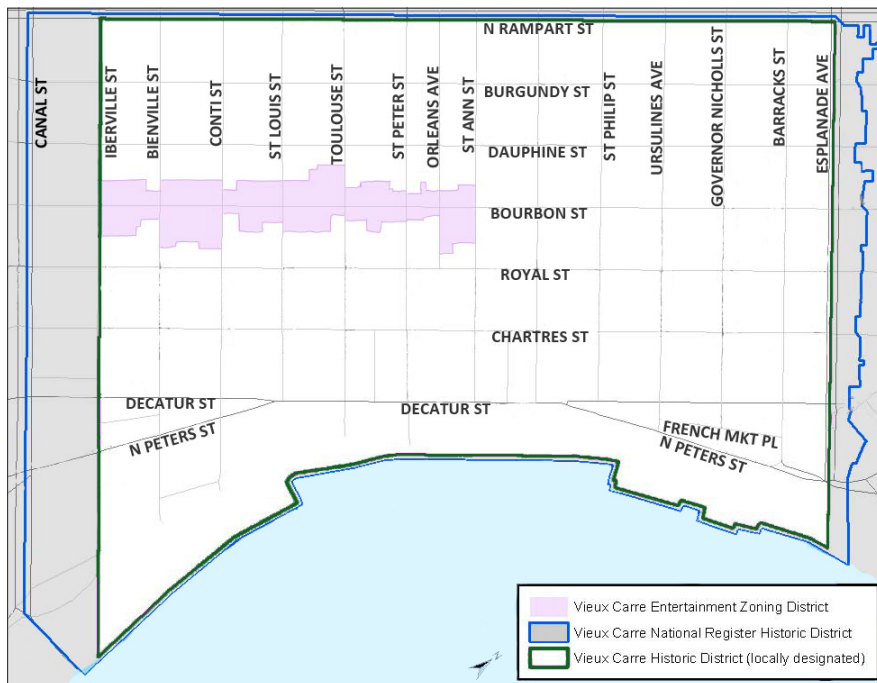 N RAMPART ST
CANAL ST
IBERVILLE ST
BIENVILLE ST
CONTI ST
ST LOUIS ST
TOULOUSE ST
ST PETER ST
ORLEANS AVE
ST ANN ST
BURGUNDY ST
ST PHILIP ST
URSULINES AVE
GOVERNOR NICHOLLS ST
BARRACKS ST
ESPLANADE AVE
DAUPHINE ST
BOURBON ST
ROYAL ST
CHARTRES ST
DECATUR ST
DECATUR ST
N PETERS ST
FRENCH MKT PL
N PETERS ST
Vieux Carre Entertainment Zoning District
Vieux Carre National Register Historic District
Vieux Carre Historic District (locally designated)
Z